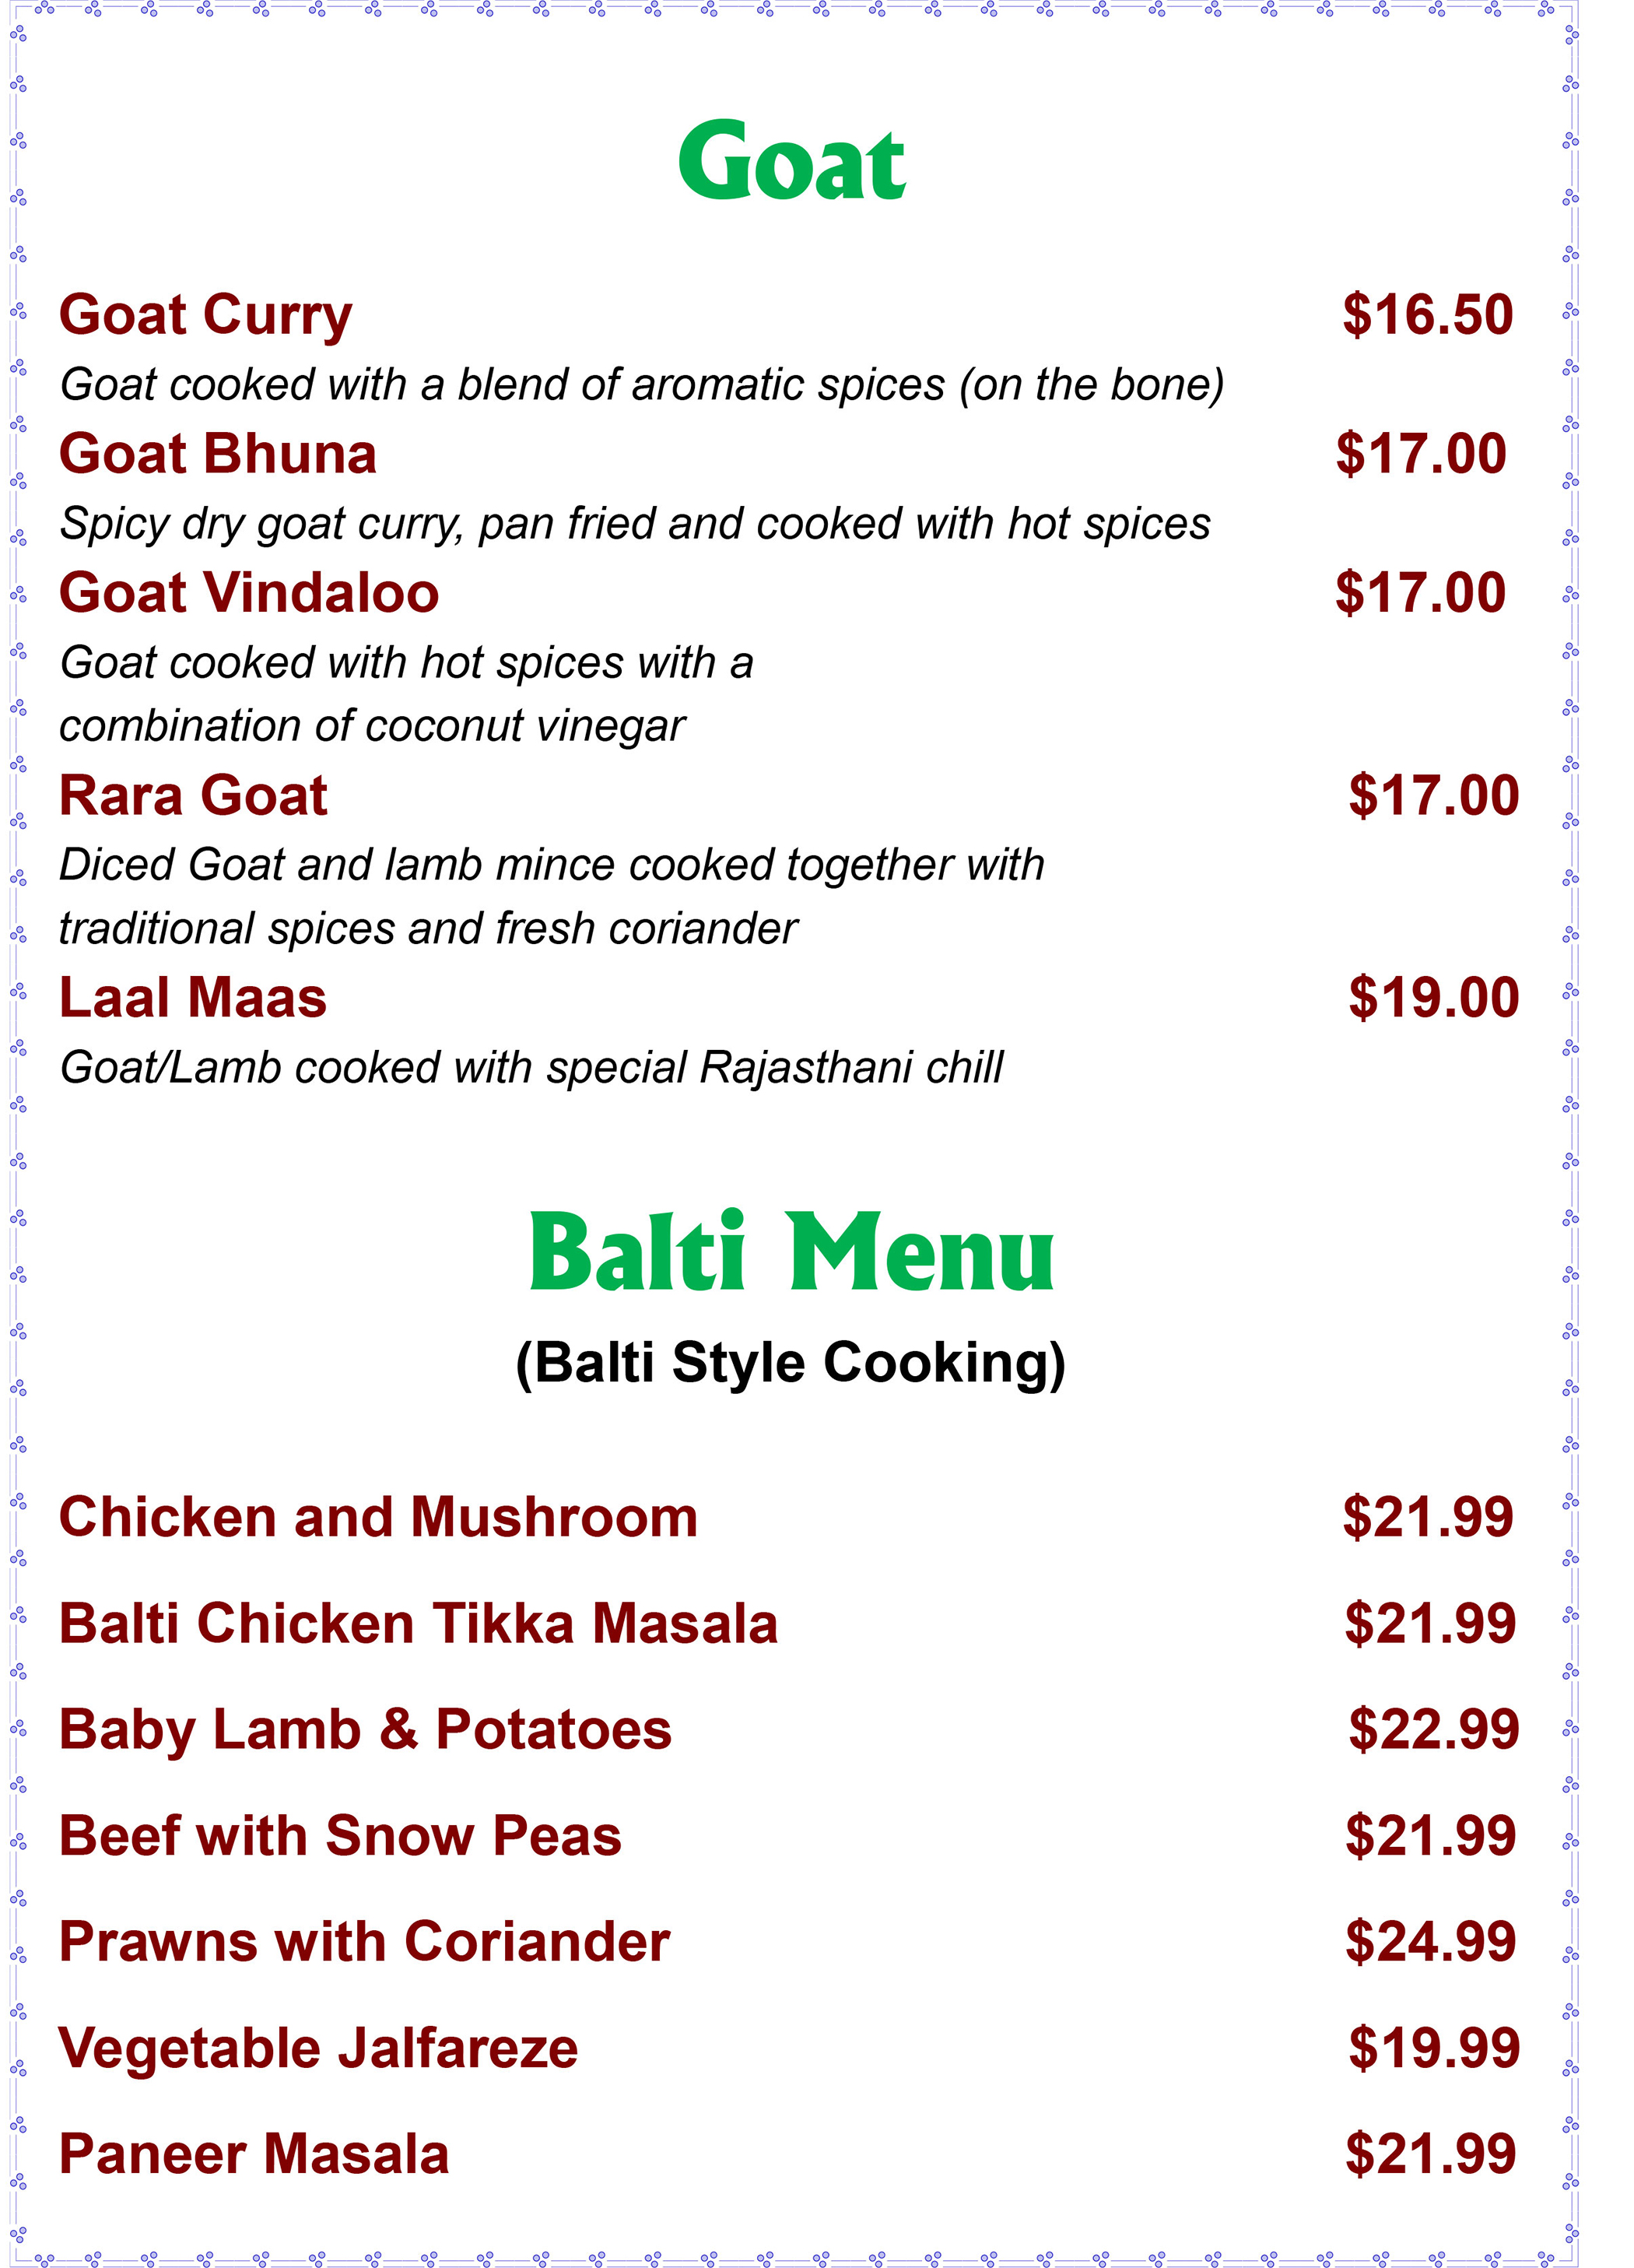 Goat
Goat Curry $16.50
Goat cooked with a blend of aromatic spices (on the bone)
Goat Bhuna $17.00
Spicy dry goat curry, pan fried and cooked with hot spices
Goat Vindaloo $17.00
Goat cooked with hot spices with a
combination of coconut vinegar
Rara Goat $17.00
Diced Goat and lamb mince cooked together with
traditional spices and fresh coriander
Laal Maas $19.00
Goat/Lamb cooked with special Rajasthani chill
Balti Menu
(Balti Style Cooking)
Chicken and Mushroom $21.99
Balti Chicken Tikka Masala $21.99
Baby Lamb & Potatoes $22.99
Beef with Snow Peas $21.99
Prawns with Coriander $24.99
Vegetable Jalfareze $19.99
Paneer Masala $21.99